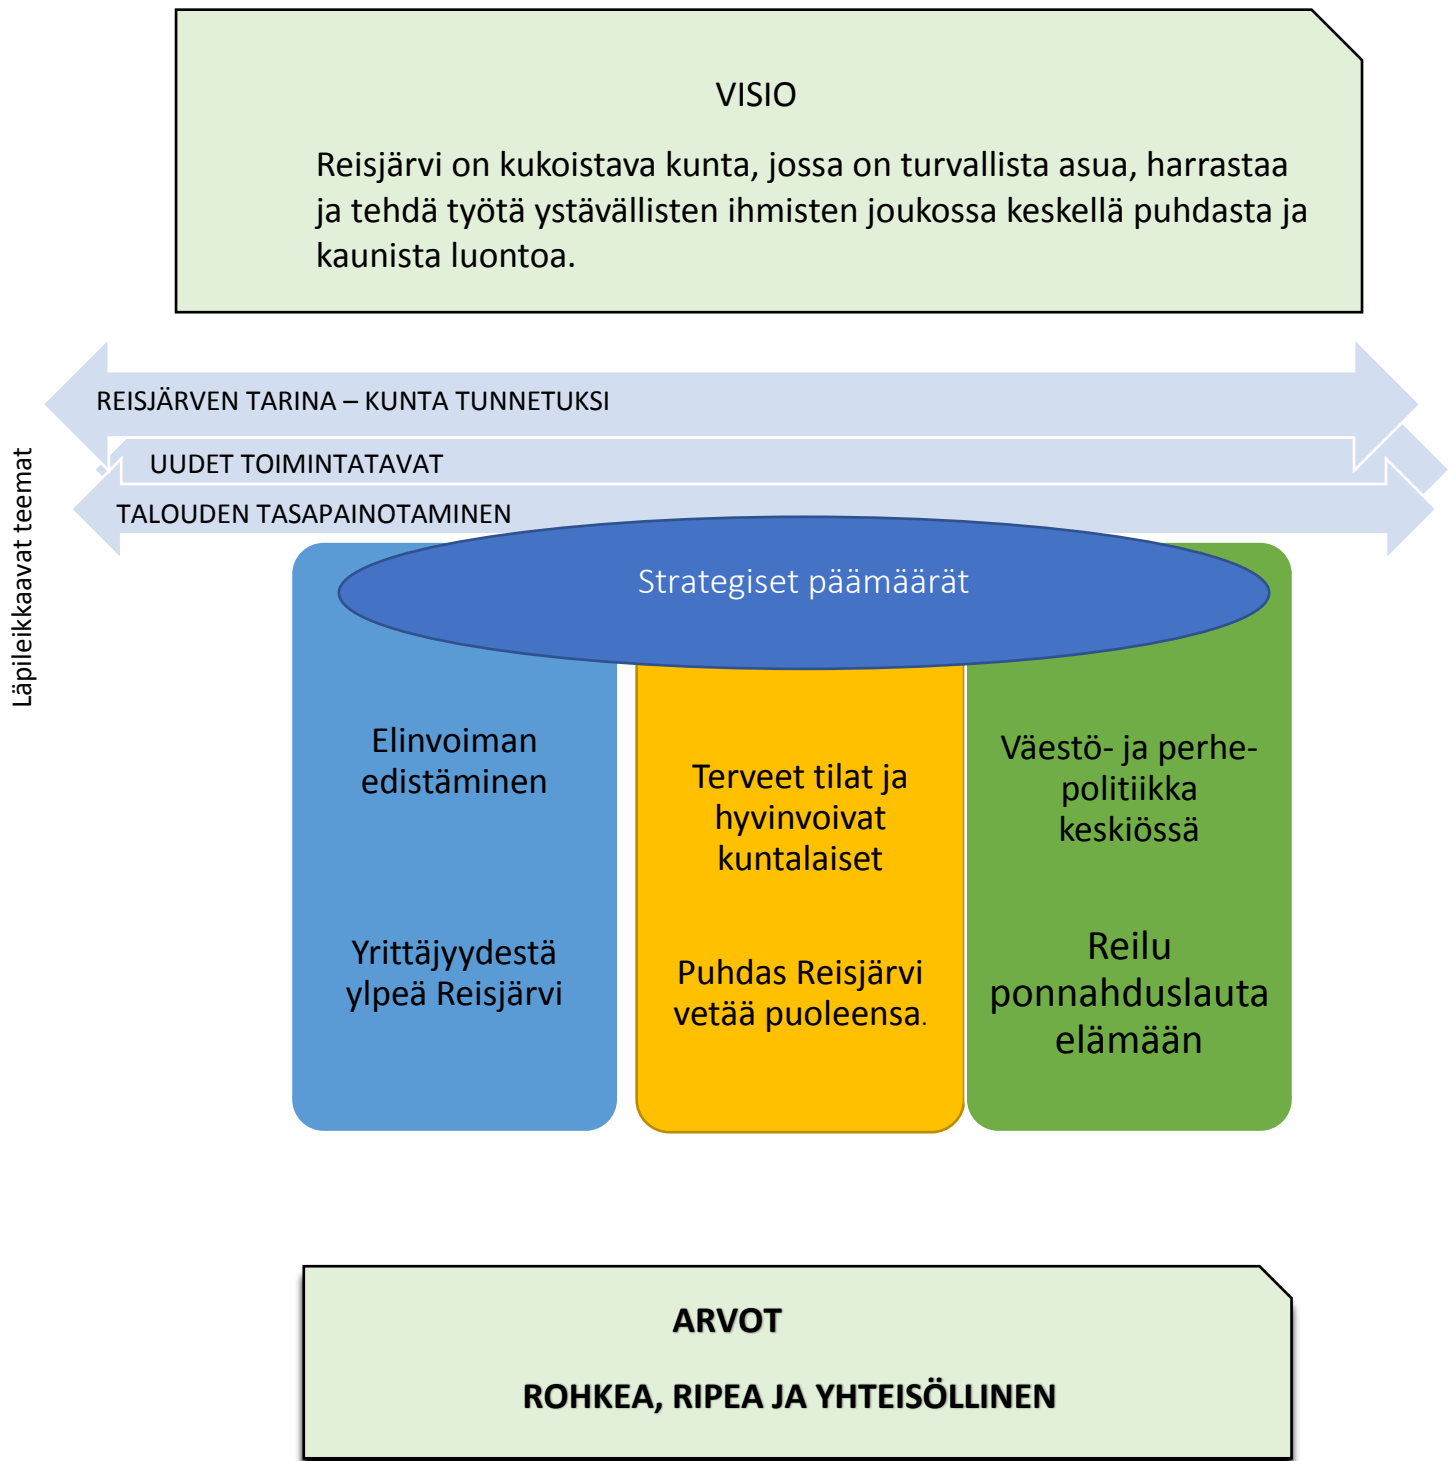 VISIO
Reisjärvi on kukoistava kunta, jossa on turvallista asua, harrastaa
ja tehdä työtä ystävällisten ihmisten joukossa keskellä puhdasta ja
kaunista luontoa.
Läpileikkaavat teemat
REISJÄRVEN TARINA – KUNTA TUNNETUKSI
UUDET TOIMINTATAVAT
TALOUDEN TASAPAINOTAMINEN
Strategiset päämäärät
Elinvoiman
edistäminen
Yrittäjyydestä
ylpeä Reisjärvi
Terveet tilat ja
hyvinvoivat
kuntalaiset
Puhdas Reisjärvi
vetää puoleensa.
Väestö- ja perhe-
politiikka
keskiössä
Reilu
ponnahduslauta
elämään
ARVOT
ROHKEA, RIPEA JA YHTEISÖLLINEN